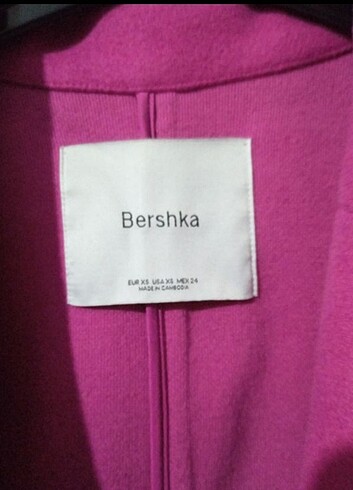 Bershka
EUR XS USA XS MEX 24
MADE IN CAMBODIA